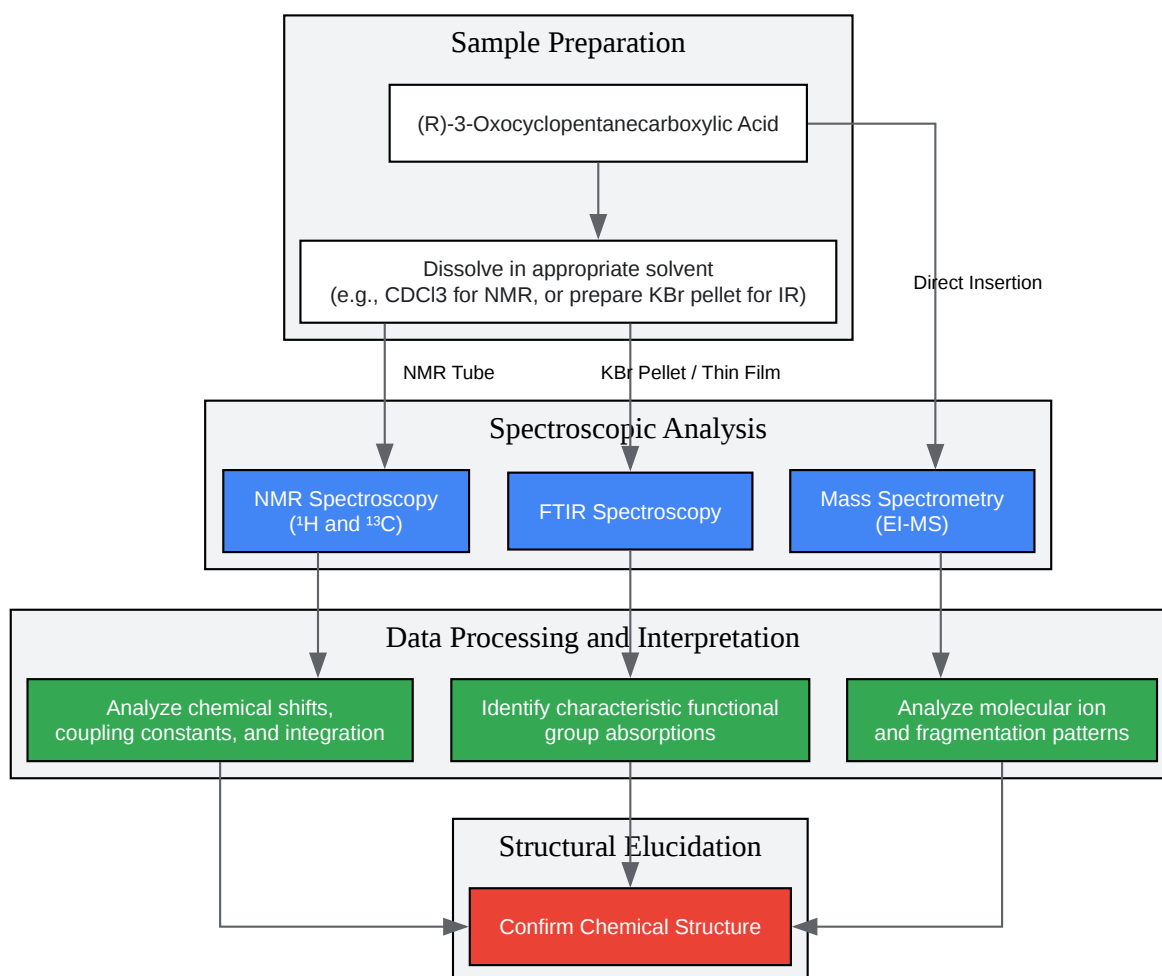 Sample Preparation
(R)-3-Oxocyclopentanecarboxylic Acid
Dissolve in appropriate solvent
(e.g., CDCl3 for NMR, or prepare KBr pellet for IR)
Direct Insertion
NMR Tube
KBr Pellet / Thin Film
Spectroscopic Analysis
NMR Spectroscopy
(¹H and ¹³C)
FTIR Spectroscopy
Mass Spectrometry
(EI-MS)
Data Processing and Interpretation
Analyze chemical shifts,
coupling constants, and integration
Identify characteristic functional
group absorptions
Analyze molecular ion
and fragmentation patterns
Structural Elucidation
Confirm Chemical Structure